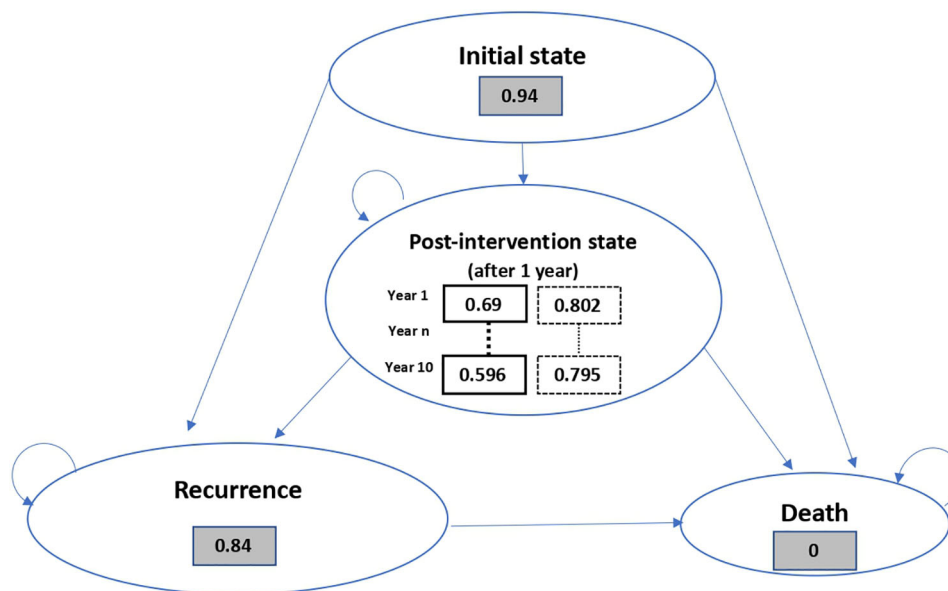 Initial state
0.94
Post-intervention state
(after 1 year)
Year 1 0.69 0.802
Year n
Year 10 0.596 0.795
Recurrence
0.84
Death
0